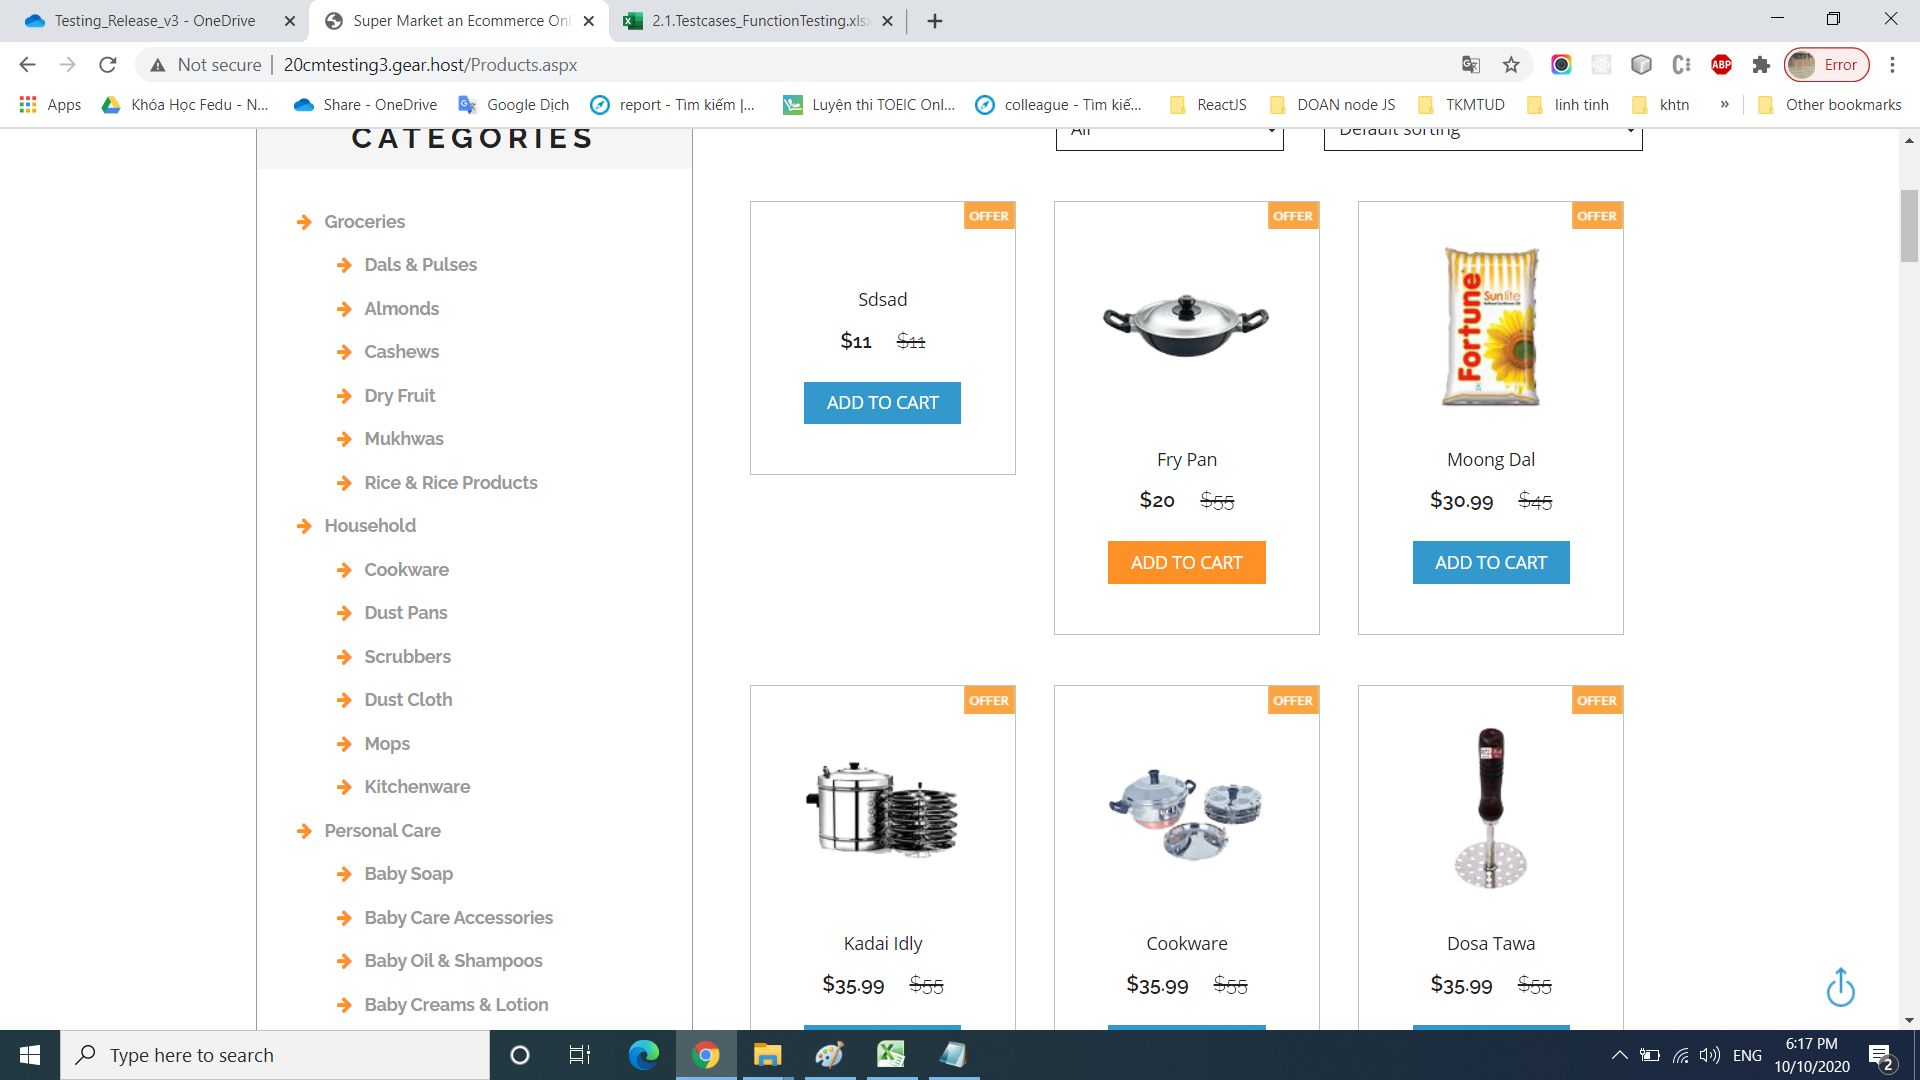 Testing_Release_v3 - OneDrive
Super Market an Ecommerce Onl
2.1.Testcases_FunctionTesting.xlsx
Not secure
20cmtesting3.gear.host/Products.aspx
ABP
Error
Apps
Khóa Học Fedu - N...
Share - OneDrive
Google Dịch
report - Tìm kiếm |...
Luyện thi TOEIC Onl...
colleague - Tìm kiế...
ReactJS
DOAN node JS
TKMTUD
linh tinh
khtn
»
Other bookmarks
CATEGORIES
All
Default sorting
Groceries
Dals & Pulses
Almonds
Cashews
Dry Fruit
Mukhwas
Rice & Rice Products
Household
Cookware
Dust Pans
Scrubbers
Dust Cloth
Mops
Kitchenware
Personal Care
Baby Soap
Baby Care Accessories
Baby Oil & Shampoos
Baby Creams & Lotion
OFFER
Sdsad
$11 $11
ADD TO CART
OFFER
Fry Pan
$20 $55
ADD TO CART
OFFER
Fortune
Sunlite
Moong Dal
$30.99 $45
ADD TO CART
OFFER
Kadai Idly
$35.99 $55
OFFER
Cookware
$35.99 $55
OFFER
Dosa Tawa
$35.99 $55
Type here to search
ENG
6:17 PM
10/10/2020
2